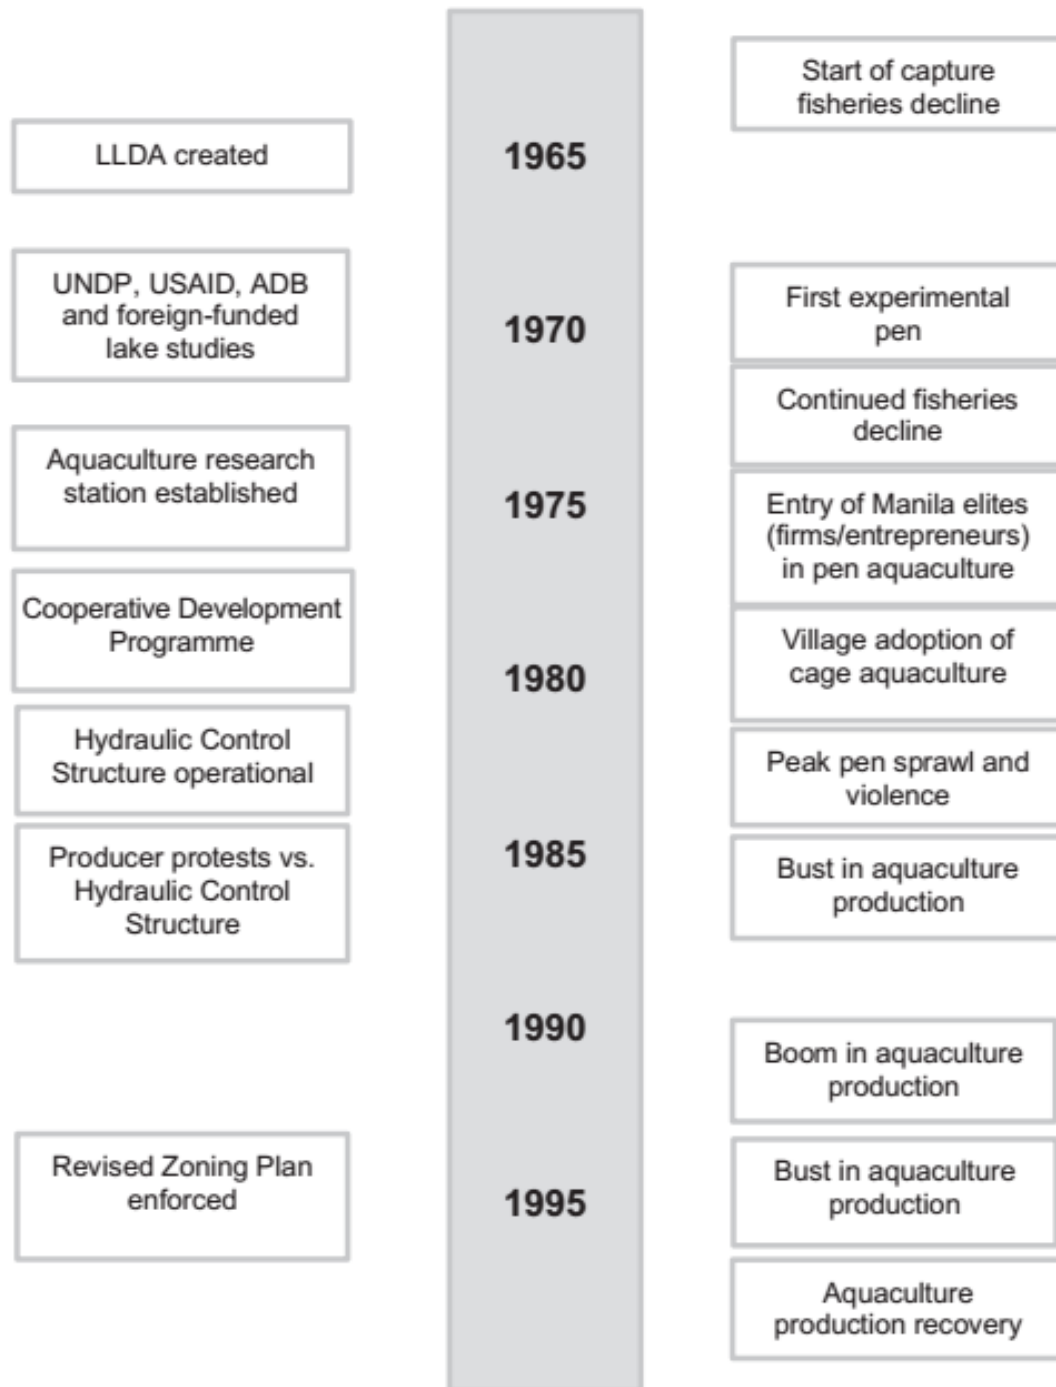 Start of capture
fisheries decline
LLDA created
1965
UNDP, USAID, ADB
and foreign-funded
lake studies
1970
First experimental
pen
Continued fisheries
decline
Aquaculture research
station established
1975
Entry of Manila elites
(firms/entrepreneurs)
in pen aquaculture
Cooperative Development
Programme
1980
Village adoption of
cage aquaculture
Hydraulic Control
Structure operational
Peak pen sprawl and
violence
Producer protests vs.
Hydraulic Control
Structure
1985
Bust in aquaculture
production
1990
Boom in aquaculture
production
Revised Zoning Plan
enforced
1995
Bust in aquaculture
production
Aquaculture
production recovery